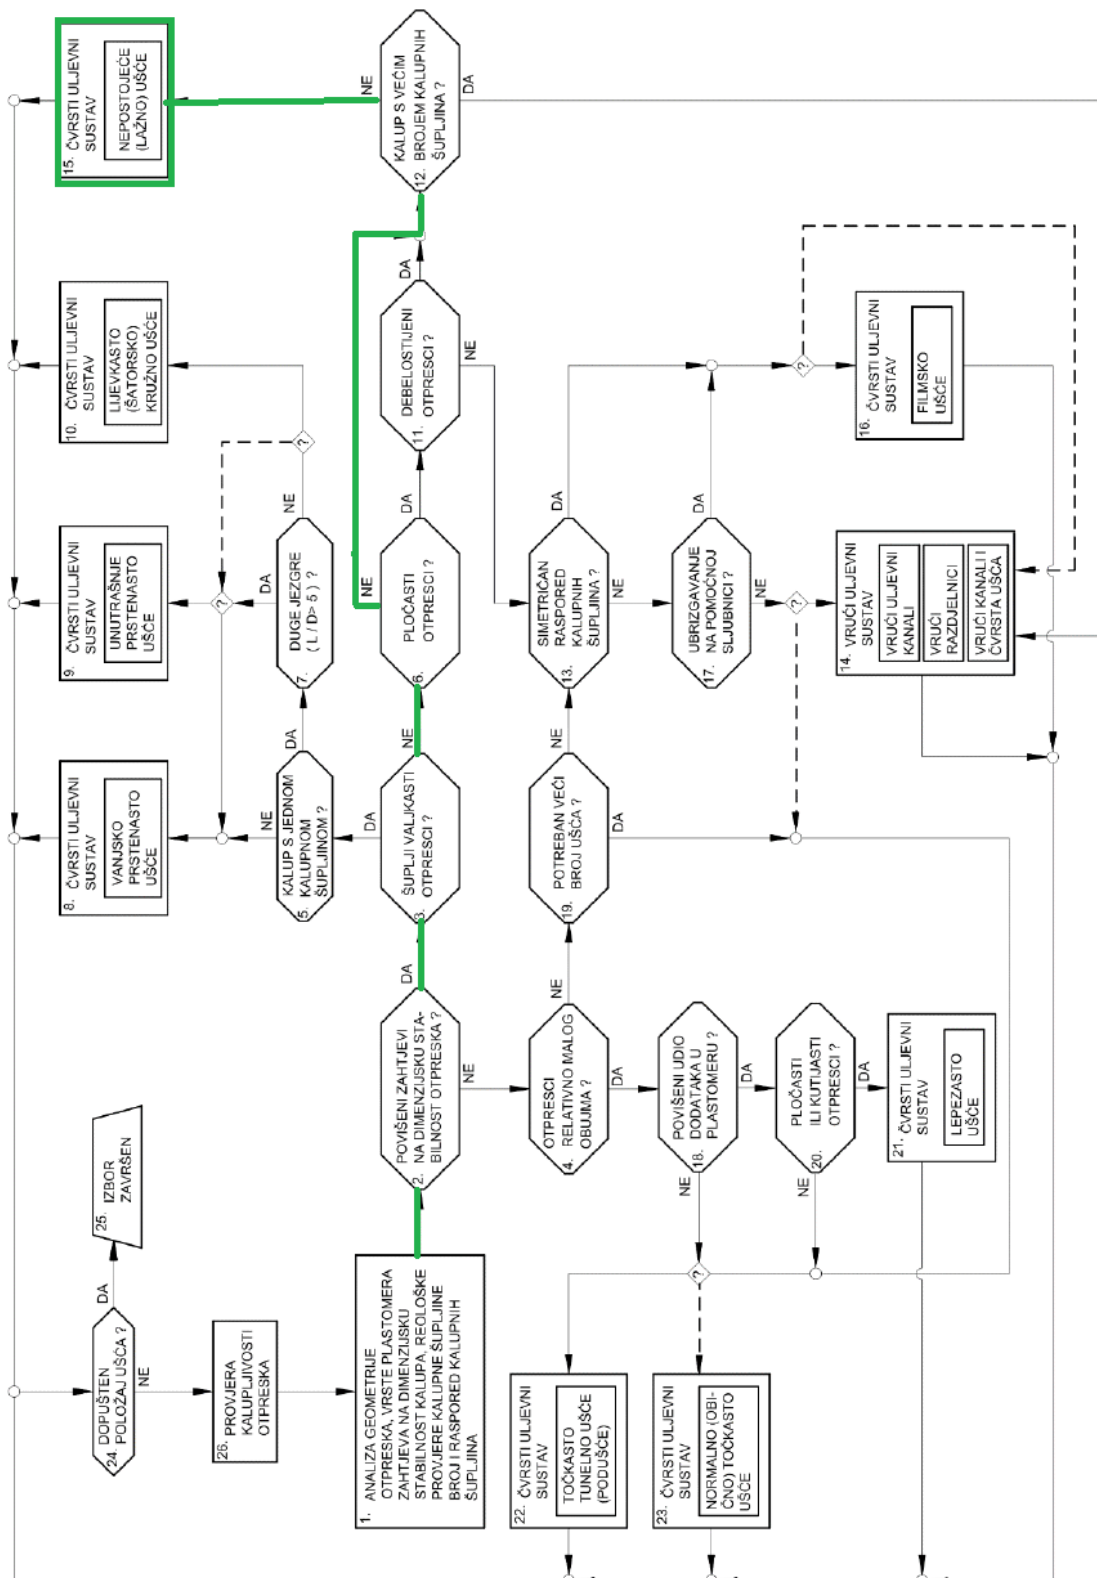 1. ANALIZA GEOMETRIJE
OTPRESKA, VRSTE PLASTOMERA
ZAHTJEVA NA DIMENZIJSKU
STABILNOST KALUPA, REOLOŠKE
PROVJERE KALUPNE ŠUPLJINE
BROJ I RASPORED KALUPNIH
ŠUPLJINA
2. POVIŠENI ZAHTJEVI
NA DIMENZIJSKU STA-
BILNOST OTPRESKA ?
DA
NE
3. ŠUPLJI VALJKASTI
OTPRESCI ?
DA
NE
4. OTPRESCI
RELATIVNO MALOG
OBUJMA ?
NE
DA
5. KALUP S JEDNOM
KALUPNOM
ŠUPLJINOM ?
NE
DA
6. PLOČASTI
OTPRESCI ?
NE
DA
7. DUGE JEZGRE
( L / D> 5 ) ?
DA
NE
?
?
8. ČVRSTI ULJEVNI
SUSTAV
VANJSKO
PRSTENASTO
UŠĆE
9. ČVRSTI ULJEVNI
SUSTAV
UNUTRAŠNJE
PRSTENASTO
UŠĆE
10. ČVRSTI ULJEVNI
SUSTAV
LIJEVKASTO
(ŠATORSKO)
KRUŽNO UŠĆE
11. DEBELOSTIJENI
OTPRESCI ?
DA
NE
12. KALUP S VEĆIM
BROJEM KALUPNIH
ŠUPLJINA ?
NE
DA
13. SIMETRIČAN
RASPORED
KALUPNIH
ŠUPLJINA ?
DA
NE
14. VRUĆI ULJEVNI
SUSTAV
VRUĆI ULJEVNI
KANALI
VRUĆI
RAZDJELNICI
VRUĆI KANALI I
ČVRSTA UŠĆA
15. ČVRSTI ULJEVNI
SUSTAV
NEPOSTOJEĆE
(LAŽNO) UŠĆE
16. ČVRSTI ULJEVNI
SUSTAV
FILMSKO
UŠĆE
17. UBRIZGAVANJE
NA POMOĆNOJ
SLJUBNICI ?
DA
NE
?
?
18. POVIŠENI UDIO
DODATAKA U
PLASTOMERU ?
NE
DA
?
19. POTREBAN VEĆI
BROJ UŠĆA ?
NE
DA
20. PLOČASTI
ILI KUTIJASTI
OTPRESCI ?
NE
DA
21. ČVRSTI ULJEVNI
SUSTAV
LEPEZASTO
UŠĆE
22. ČVRSTI ULJEVNI
SUSTAV
TOČKASTO
TUNELNO UŠĆE
(PODUŠĆE)
23. ČVRSTI ULJEVNI
SUSTAV
NORMALNO (OBI-
ČNO) TOČKASTO
UŠĆE
24. DOPUŠTEN
POLOŽAJ UŠĆA ?
DA
NE
25. IZBOR
ZAVRŠEN
26. PROVJERA
KALUPLJIVOSTI
OTPRESKA